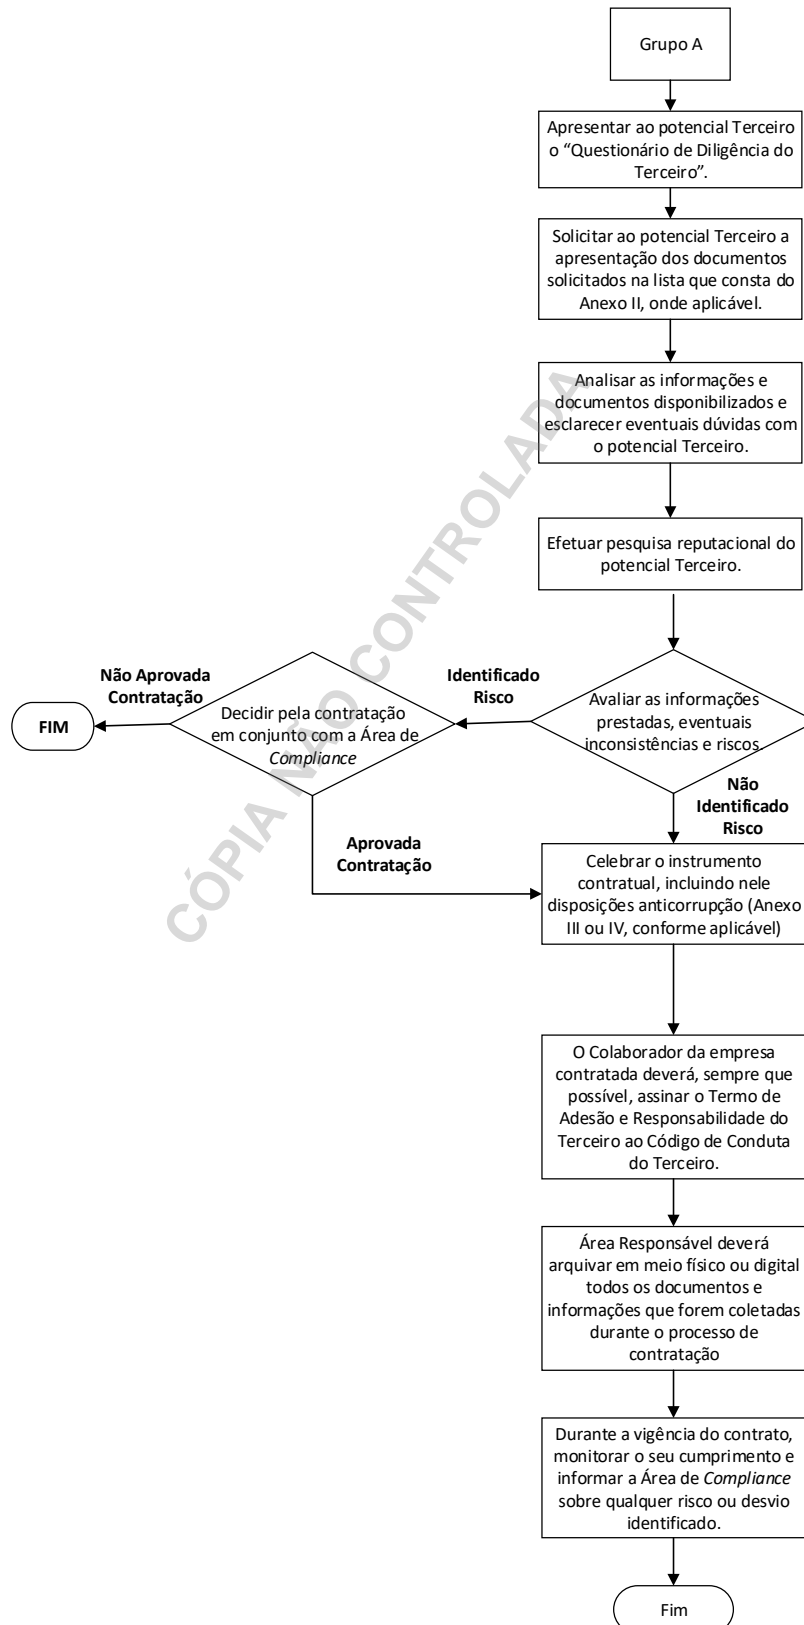 Grupo A
Apresentar ao potencial Terceiro
o “Questionário de Diligência do
Terceiro”.
Solicitar ao potencial Terceiro a
apresentação dos documentos
solicitados na lista que consta do
Anexo II, onde aplicável.
Analisar as informações e
documentos disponibilizados e
esclarecer eventuais dúvidas com
o potencial Terceiro.
Efetuar pesquisa reputacional do
potencial Terceiro.
Avaliar as informações
prestadas, eventuais
inconsistências e riscos.
Identificado
Risco
Decidir pela contratação
em conjunto com a Área de
Compliance
Não Aprovada
Contratação
FIM
Aprovada
Contratação
Não
Identificado
Risco
Celebrar o instrumento
contratual, incluindo nele
disposições anticorrupção (Anexo
III ou IV, conforme aplicável)
O Colaborador da empresa
contratada deverá, sempre que
possível, assinar o Termo de
Adesão e Responsabilidade do
Terceiro ao Código de Conduta
do Terceiro.
Área Responsável deverá
arquivar em meio físico ou digital
todos os documentos e
informações que forem coletadas
durante o processo de
contratação
Durante a vigência do contrato,
monitorar o seu cumprimento e
informar a Área de Compliance
sobre qualquer risco ou desvio
identificado.
Fim
CÓPIA NÃO CONTROLADA